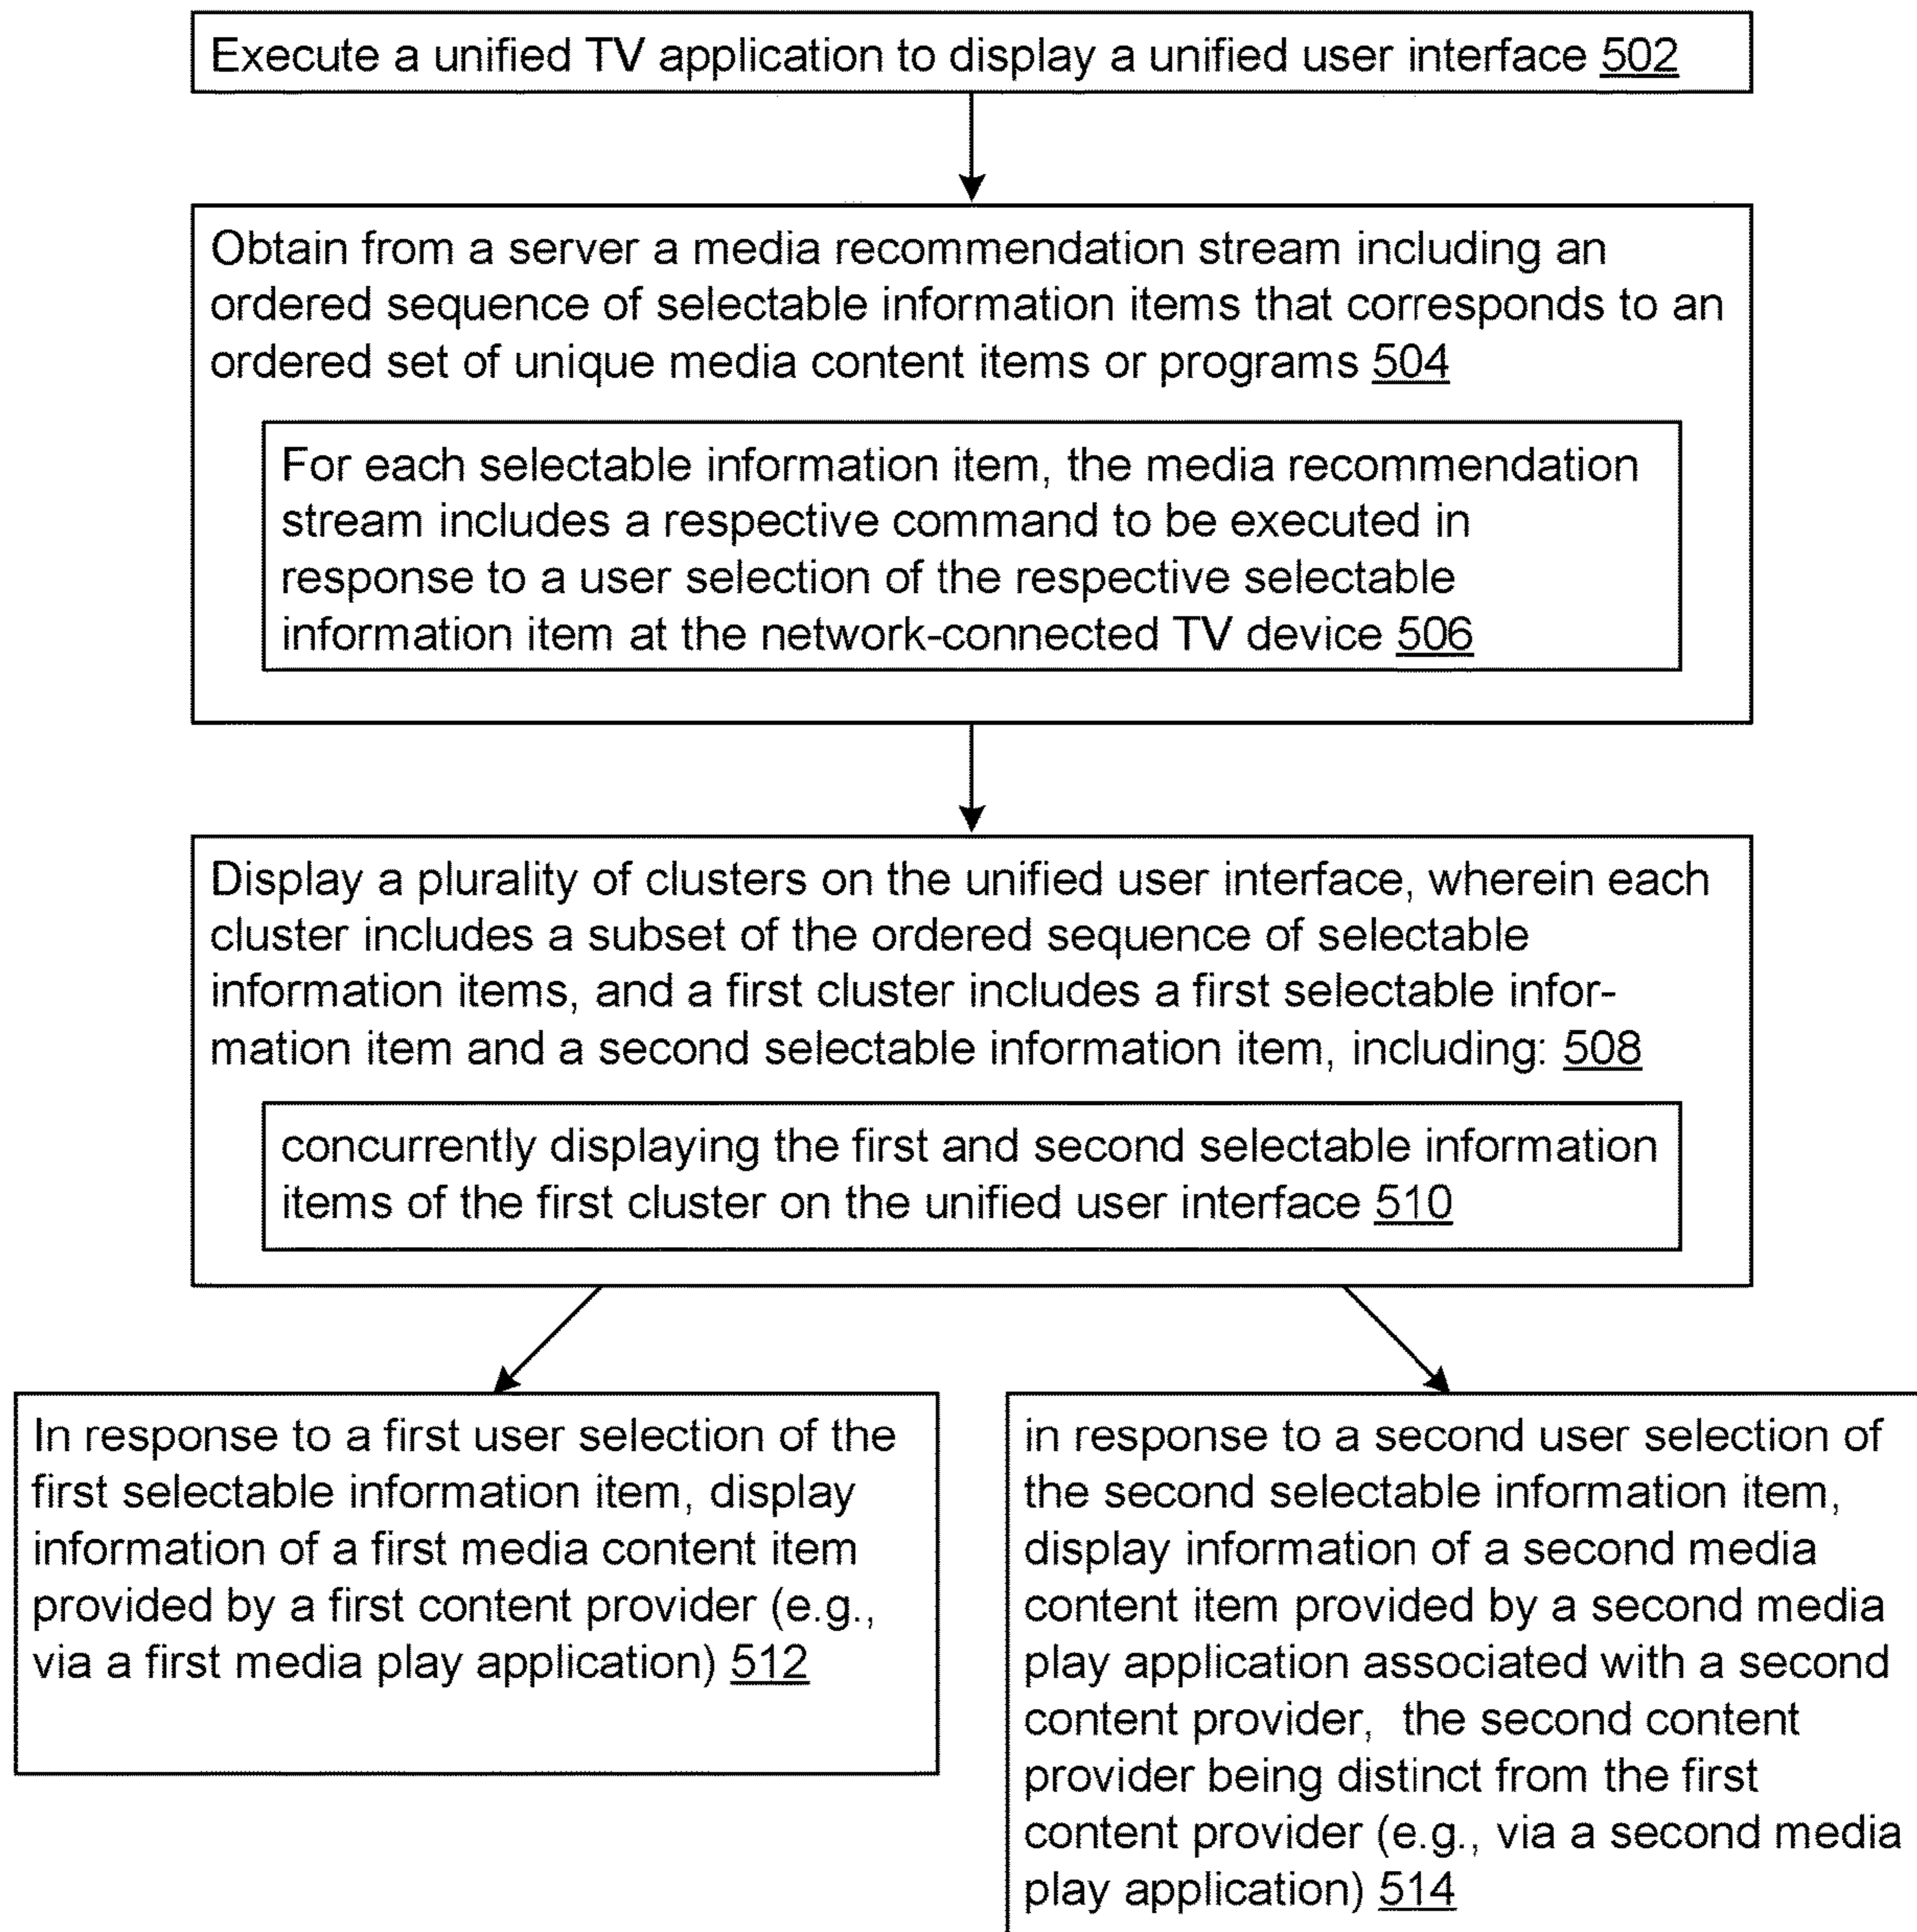 Execute a unified TV application to display a unified user interface 502
Obtain from a server a media recommendation stream including an
ordered sequence of selectable information items that corresponds to an
ordered set of unique media content items or programs 504
For each selectable information item, the media recommendation
stream includes a respective command to be executed in
response to a user selection of the respective selectable
information item at the network-connected TV device 506
Display a plurality of clusters on the unified user interface, wherein each
cluster includes a subset of the ordered sequence of selectable
information items, and a first cluster includes a first selectable infor-
mation item and a second selectable information item, including: 508
concurrently displaying the first and second selectable information
items of the first cluster on the unified user interface 510
In response to a first user selection of the
first selectable information item, display
information of a first media content item
provided by a first content provider (e.g.,
via a first media play application) 512
in response to a second user selection of
the second selectable information item,
display information of a second media
content item provided by a second media
play application associated with a second
content provider,  the second content
provider being distinct from the first
content provider (e.g., via a second media
play application) 514